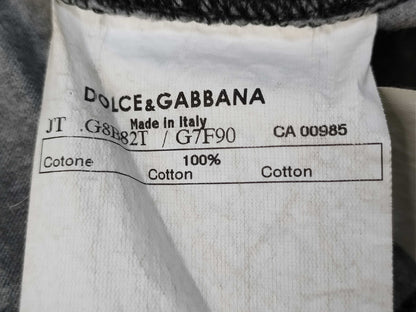 DOLCE&GABBANA
Made in Italy
JT .G8B82T / G7F90 CA 00985
100%
Cotone Cotton Cotton